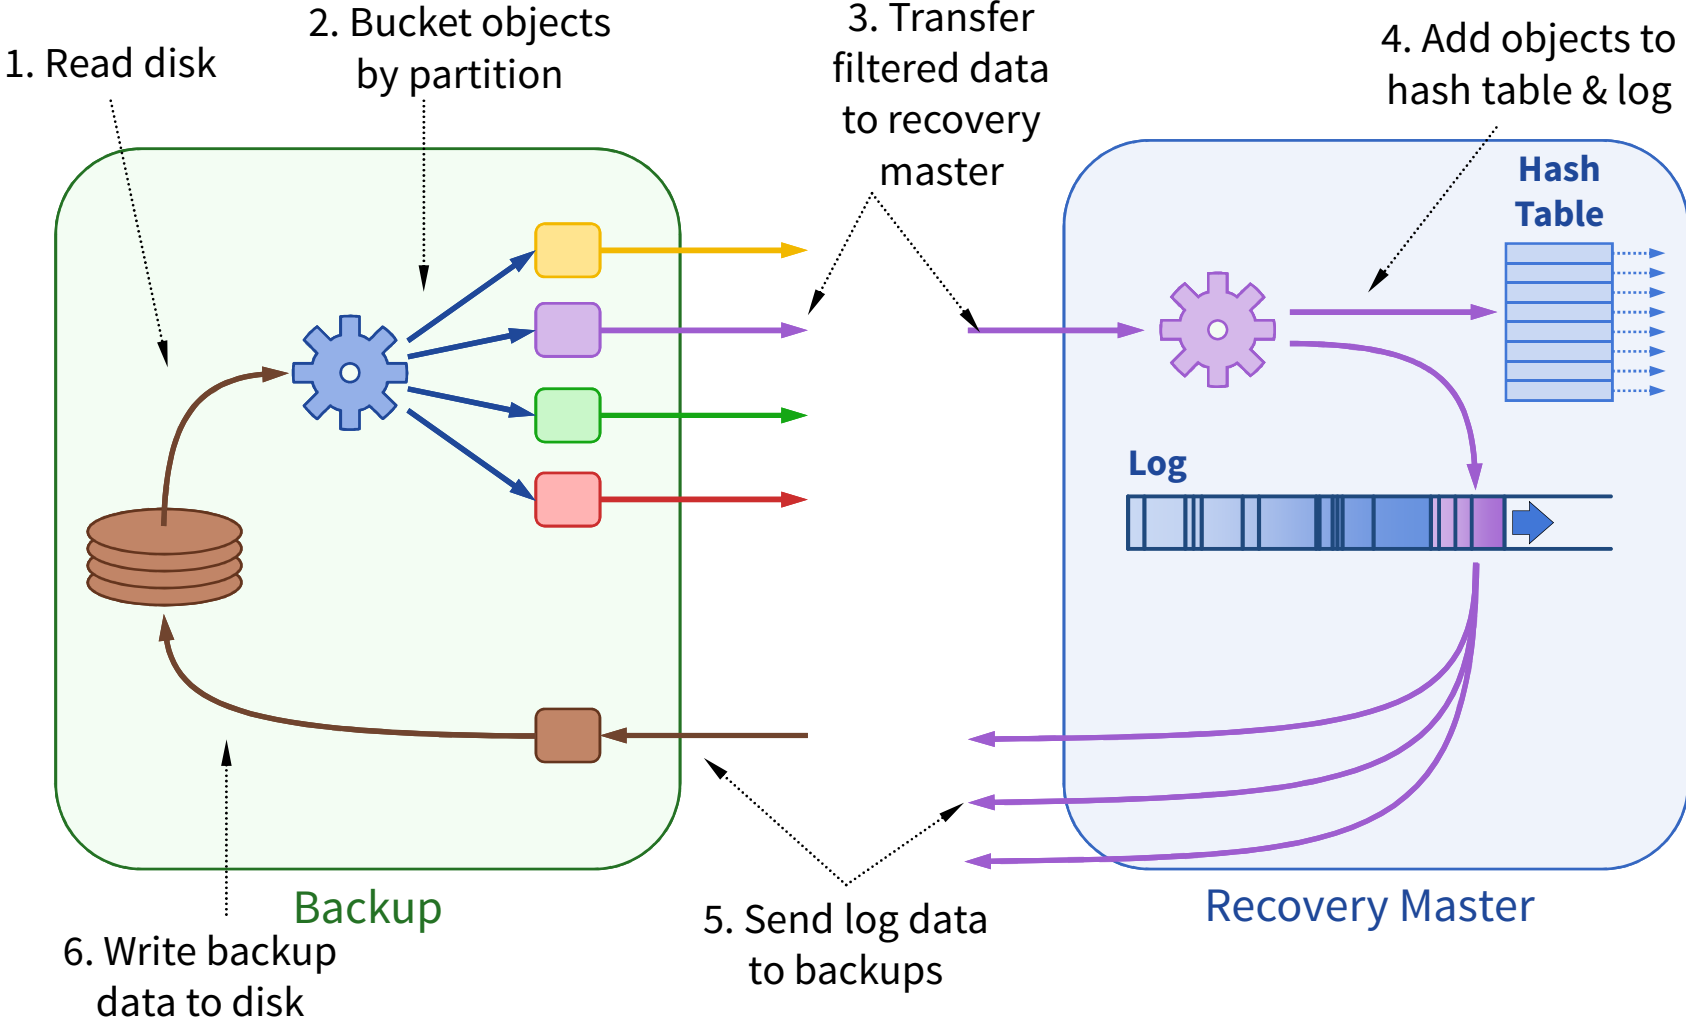 1. Read disk
2. Bucket objects
by partition
3. Transfer
filtered data
to recovery
master
4. Add objects to
hash table & log
Hash
Table
Log
Backup
Recovery Master
5. Send log data
to backups
6. Write backup
data to disk